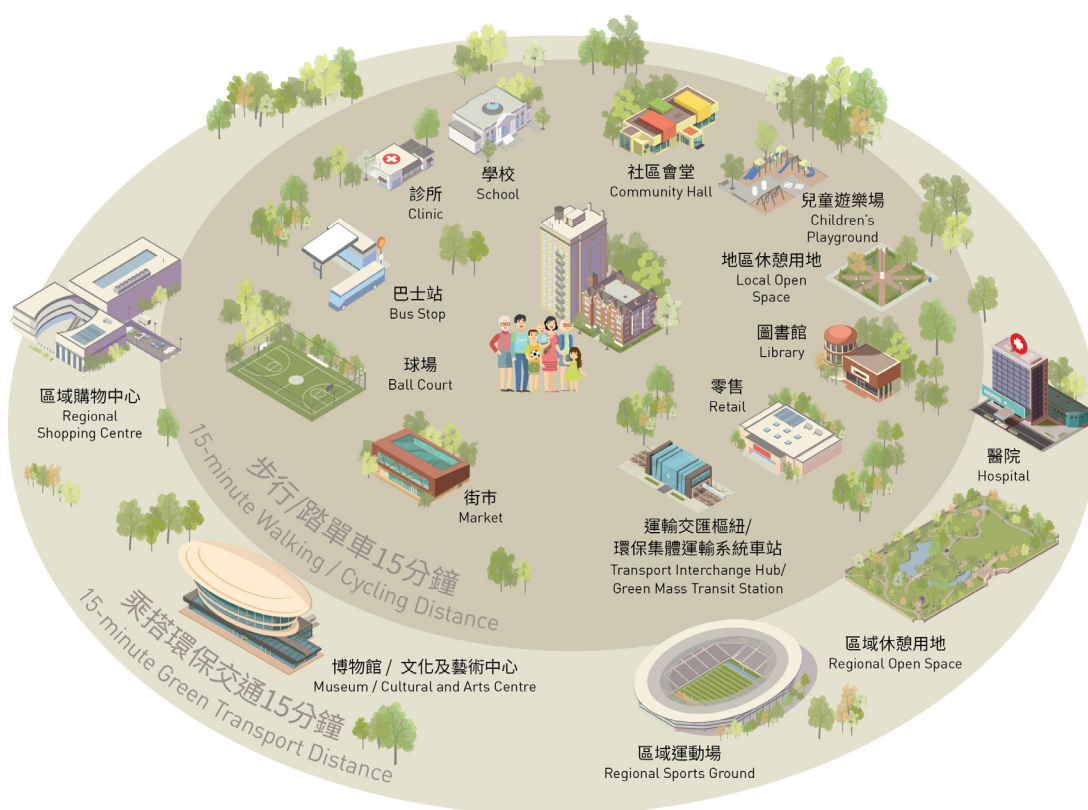 學校
School
診所
Clinic
社區會堂
Community Hall
兒童遊樂場
Children's
Playground
地區休憩用地
Local Open
Space
巴士站
Bus Stop
圖書館
Library
球場
Ball Court
零售
Retail
區域購物中心
Regional
Shopping Centre
醫院
Hospital
街市
Market
運輸交匯樞紐/
環保集體運輸系統車站
Transport Interchange Hub/
Green Mass Transit Station
步行/踏單車15分鐘
15-minute Walking / Cycling Distance
區域休憩用地
Regional Open Space
博物館 / 文化及藝術中心
Museum / Cultural and Arts Centre
乘搭環保交通15分鐘
15-minute Green Transport Distance
區域運動場
Regional Sports Ground